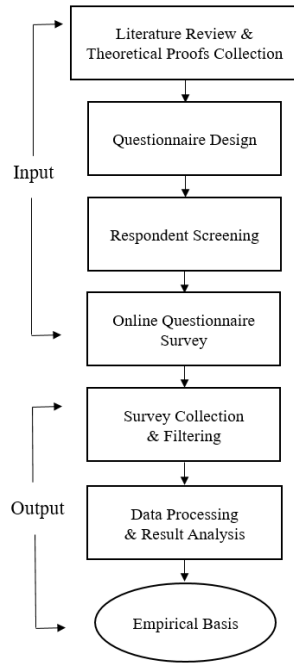 Literature Review &
Theoretical Proofs Collection
Questionnaire Design
Input
Respondent Screening
Online Questionnaire
Survey
Survey Collection
& Filtering
Output
Data Processing
& Result Analysis
Empirical Basis